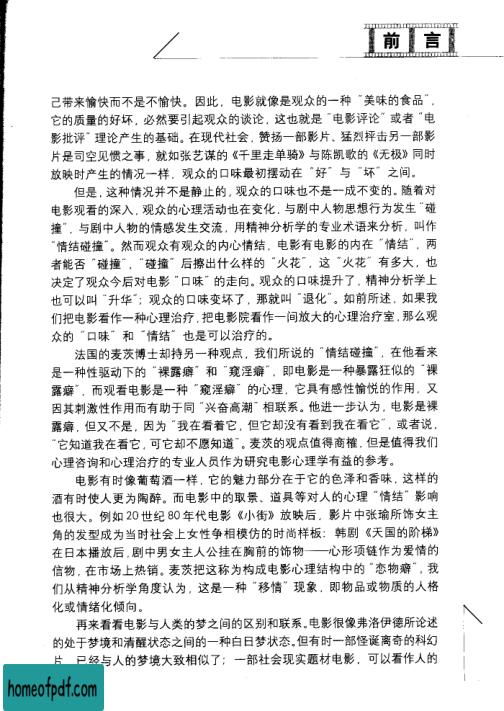 前言
己带来愉快而不是不愉快。因此，电影就像是观众的一种“美味的食品”，
它的质量的好坏，必然要引起观众的谈论，这也就是“电影评论”或者“电
影批评”理论产生的基础。在现代社会，赞扬一部影片、猛烈抨击另一部影
片是司空见惯之事，就如张艺谋的《千里走单骑》与陈凯歌的《无极》同时
放映时产生的情况一样，观众的口味最初摆动在“好”与“坏”之间。
但是，这种情况并不是静止的，观众的口味也不是一成不变的。随着对
电影观看的深入，观众的心理活动也在变化，与剧中人物思想行为发生“碰
撞”，与剧中人物的情感发生交流，用精神分析学的专业术语来分析，叫作
“情结碰撞”。然而观众有观众的内心情结，电影有电影的内在“情结”，两
者能否“碰撞”，“碰撞”后擦出什么样的“火花”，这“火花”有多大，也
决定了观众今后对电影“口味”的走向。观众的口味提升了，精神分析学上
也可以叫“升华”；观众的口味变坏了，那就叫“退化”。如前所述，如果我
们把电影看作一种心理治疗，把电影院看作一间放大的心理治疗室，那么观
众的“口味”和“情结”也是可以治疗的。
法国的麦茨博士却持另一种观点，我们所说的“情结碰撞”，在他看来
是一种性驱动下的“裸露癖”和“窥淫癖”，即电影是一种暴露狂似的“裸
露癖”，而观看电影是一种“窥淫癖”的心理，它具有感性愉悦的作用，又
因其刺激性作用而有助于同“兴奋高潮”相联系。他进一步认为，电影是裸
露癖，但又不是，因为“我在看着它，但它却没有看到我在看它”，或者说，
“它知道我在看它，可它却不愿知道”。麦茨的观点值得商榷，但是值得我们
心理咨询和心理治疗的专业人员作为研究电影心理学有益的参考。
电影有时像葡萄酒一样，它的魅力部分在于它的色泽和香味，这样的
酒有时使人更为陶醉。而电影中的取景、道具等对人的心理“情结”影响
也很大。例如20世纪80年代电影《小街》放映后，影片中张瑜所饰女主
角的发型成为当时社会上女性争相模仿的时尚样板；韩剧《天国的阶梯》
在日本播放后，剧中男女主人公挂在胸前的饰物——心形项链作为爱情的
信物，在市场上热销。麦茨把这称为构成电影心理结构中的“恋物癖”，我
们从精神分析学角度认为，这是一种“移情”现象，即物品或物质的人格
化或情绪化倾向。
再来看看电影与人类的梦之间的区别和联系。电影很像弗洛伊德所论述
的处于梦境和清醒状态之间的一种白日梦状态。但有时一部怪诞离奇的科幻
片，已经与人的梦境大致相似了；一部社会现实题材电影，可以看作人的
homeofpdf.com